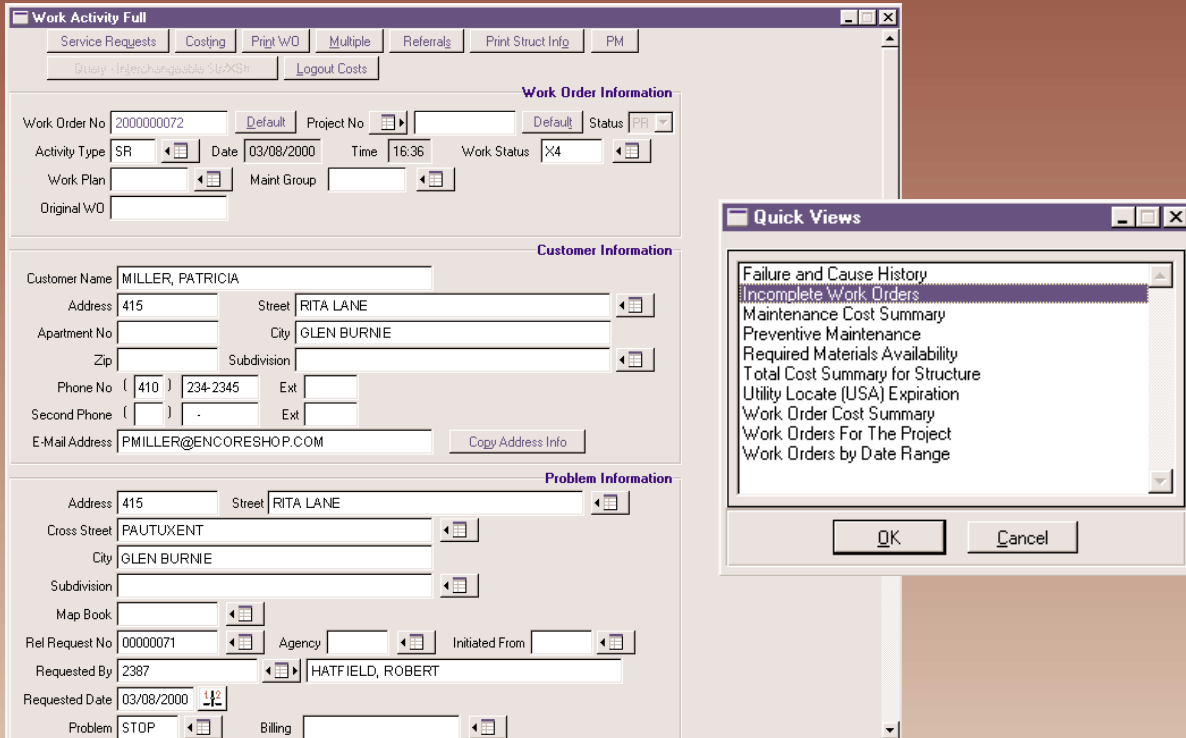 Work Activity Full
Service Requests Costing Print WO Multiple Referrals Print Struct Info PM
Query - Interchangeable Sb/XSh Logout Costs
Work Order Information
Work Order No 2000000072 Default Project No Default Status PR
Activity Type SR Date 03/08/2000 Time 16:36 Work Status X4
Work Plan Maint Group
Original WO
Customer Information
Customer Name MILLER, PATRICIA
Address 415 Street RITA LANE
Apartment No City GLEN BURNIE
Zip Subdivision
Phone No ( 410 ) 234-2345 Ext
Second Phone ( ) - Ext
E-Mail Address PMILLER@ENCORESHOP.COM Copy Address Info
Problem Information
Address 415 Street RITA LANE
Cross Street PAUTUXENT
City GLEN BURNIE
Subdivision
Map Book
Rel Request No 00000071 Agency Initiated From
Requested By 2387 HATFIELD, ROBERT
Requested Date 03/08/2000
Problem STOP Billing
Quick Views
Failure and Cause History
Incomplete Work Orders
Maintenance Cost Summary
Preventive Maintenance
Required Materials Availability
Total Cost Summary for Structure
Utility Locate (USA) Expiration
Work Order Cost Summary
Work Orders For The Project
Work Orders by Date Range
OK Cancel